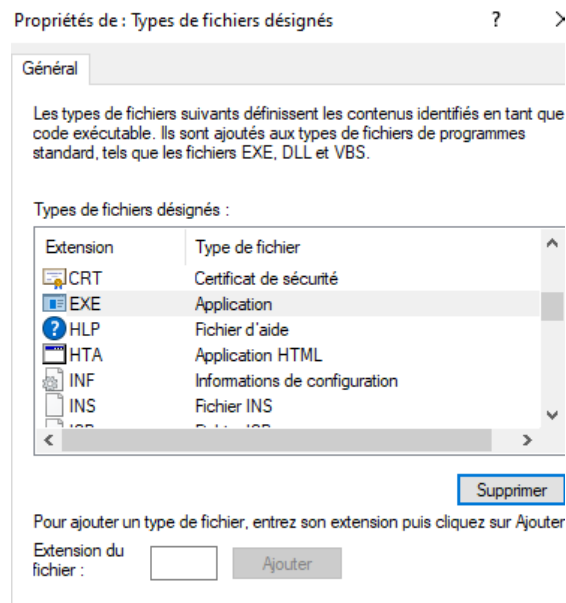 Propriétés de : Types de fichiers désignés
Général
Les types de fichiers suivants définissent les contenus identifiés en tant que
code exécutable. Ils sont ajoutés aux types de fichiers de programmes
standard, tels que les fichiers EXE, DLL et VBS.
Types de fichiers désignés :
Extension Type de fichier
CRT Certificat de sécurité
EXE Application
HLP Fichier d'aide
HTA Application HTML
INF Informations de configuration
INS Fichier INS
Supprimer
Pour ajouter un type de fichier, entrez son extension puis cliquez sur Ajouter
Extension du
fichier :
Ajouter